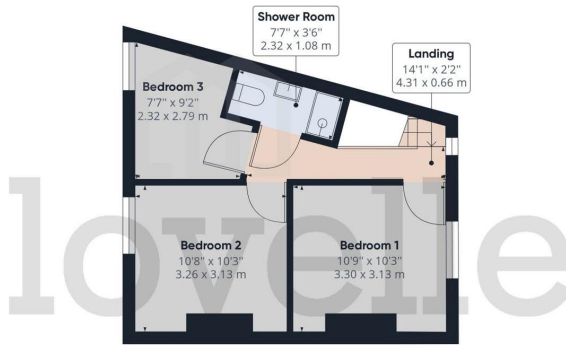 Shower Room
7'7" x 3'6"
2.32 x 1.08 m
Landing
14'1" x 2'2"
4.31 x 0.66 m
Bedroom 3
7'7" x 9'2"
2.32 x 2.79 m
Bedroom 2
10'8" x 10'3"
3.26 x 3.13 m
Bedroom 1
10'9" x 10'3"
3.30 x 3.13 m
lovelle